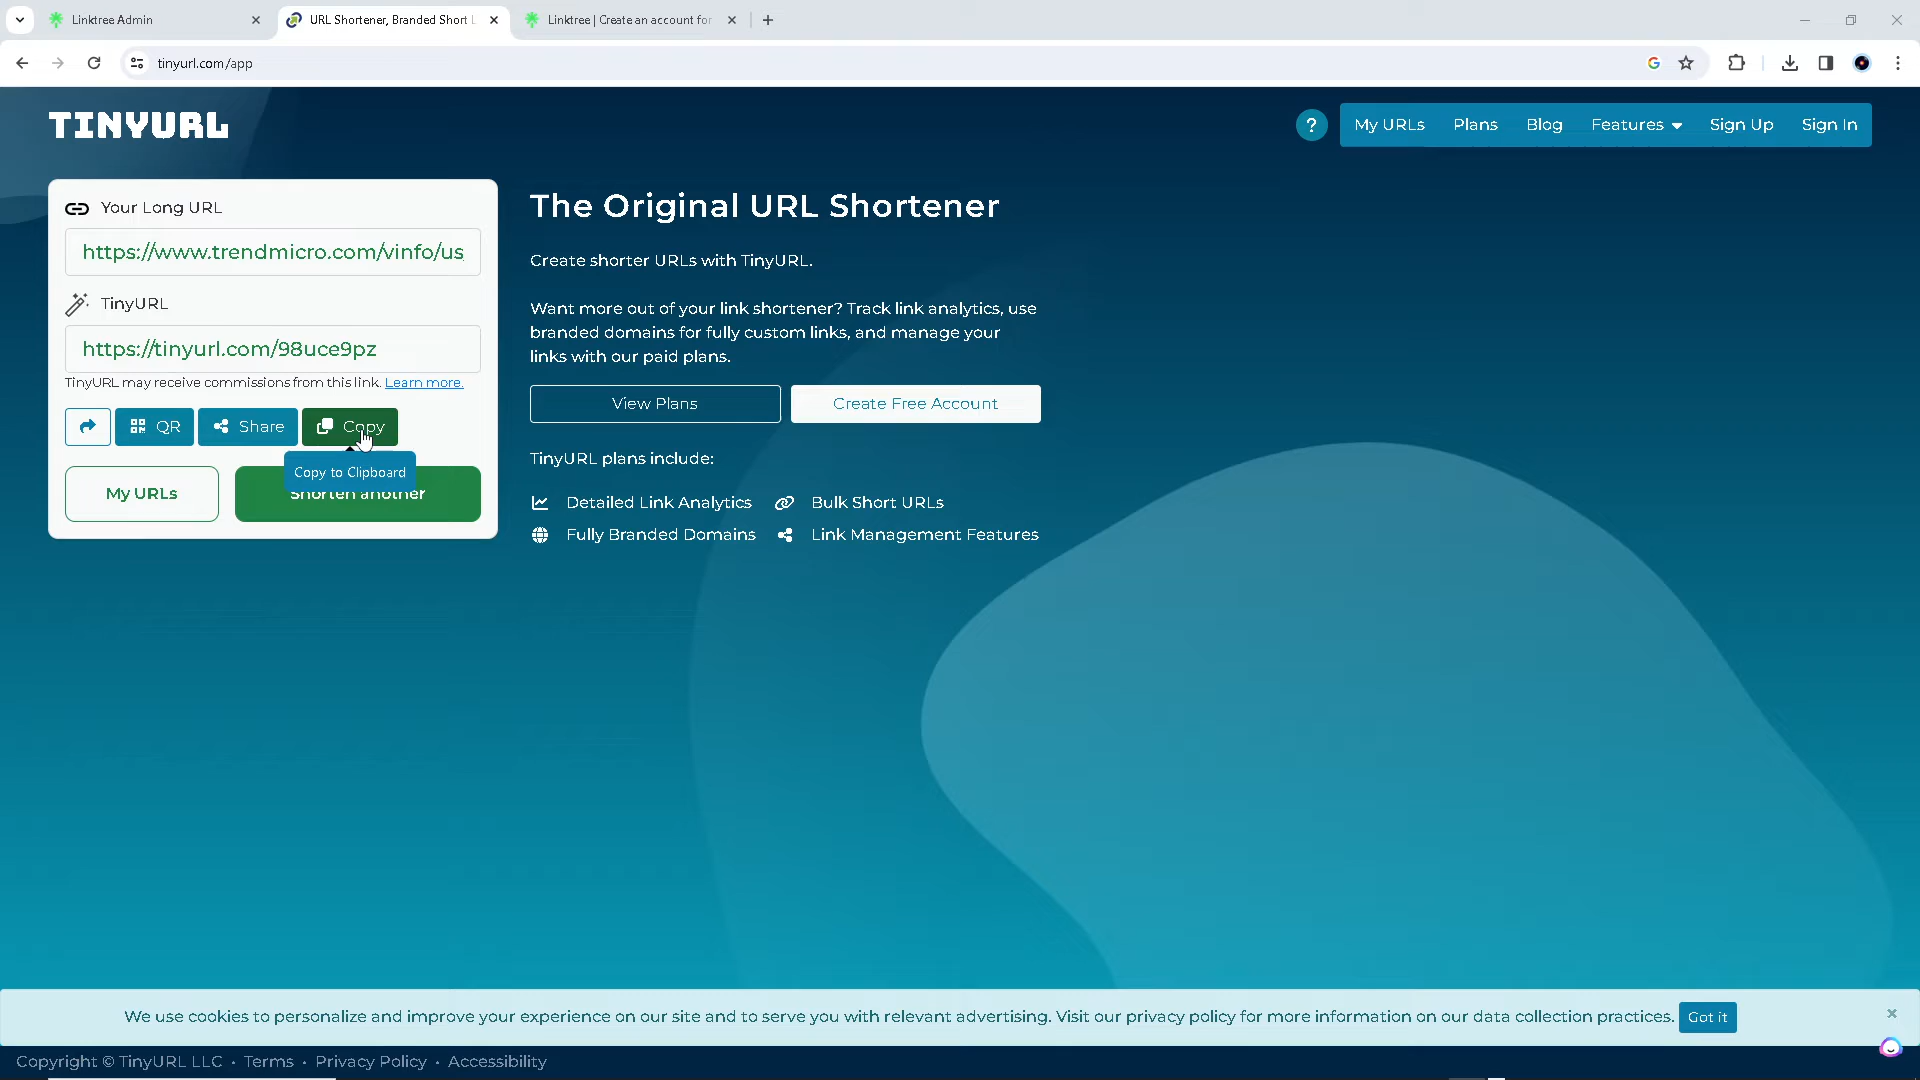 Linktree Admin
URL Shortener, Branded Short L
Linktree | Create an account for
tinyurl.com/app
TINYURL
?
My URLs
Plans
Blog
Features
Sign Up
Sign In
Your Long URL
https://www.trendmicro.com/vinfo/us
TinyURL
https://tinyurl.com/98uce9pz
TinyURL may receive commissions from this link. Learn more.
QR
Share
Copy
Copy to Clipboard
My URLs
Shorten another
The Original URL Shortener
Create shorter URLs with TinyURL.
Want more out of your link shortener? Track link analytics, use
branded domains for fully custom links, and manage your
links with our paid plans.
View Plans
Create Free Account
TinyURL plans include:
Detailed Link Analytics
Bulk Short URLs
Fully Branded Domains
Link Management Features
We use cookies to personalize and improve your experience on our site and to serve you with relevant advertising. Visit our privacy policy for more information on our data collection practices.
Got it
Copyright © TinyURL LLC • Terms • Privacy Policy • Accessibility